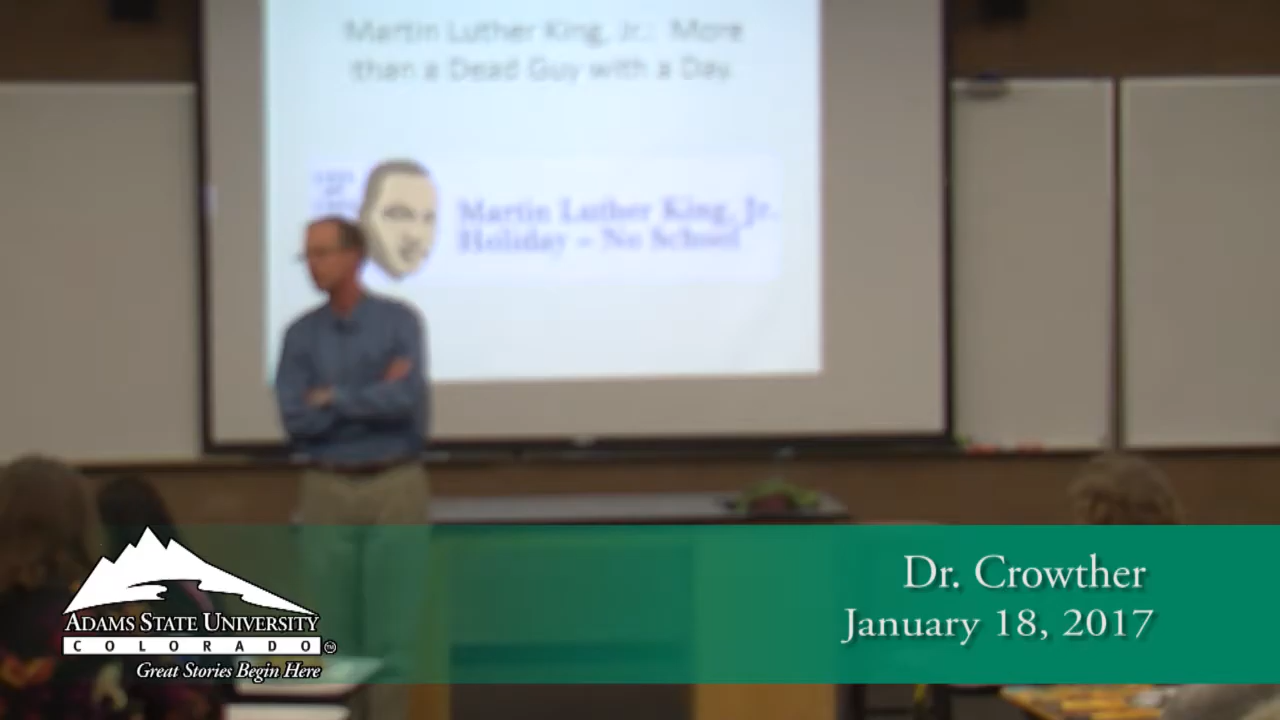 Martin Luther King, Jr.: More
than a Dead Guy with a Day.
Martin Luther King, Jr.
Holiday – No School
Dr. Crowther
January 18, 2017
ADAMS STATE UNIVERSITY
COLORADO TM
Great Stories Begin Here